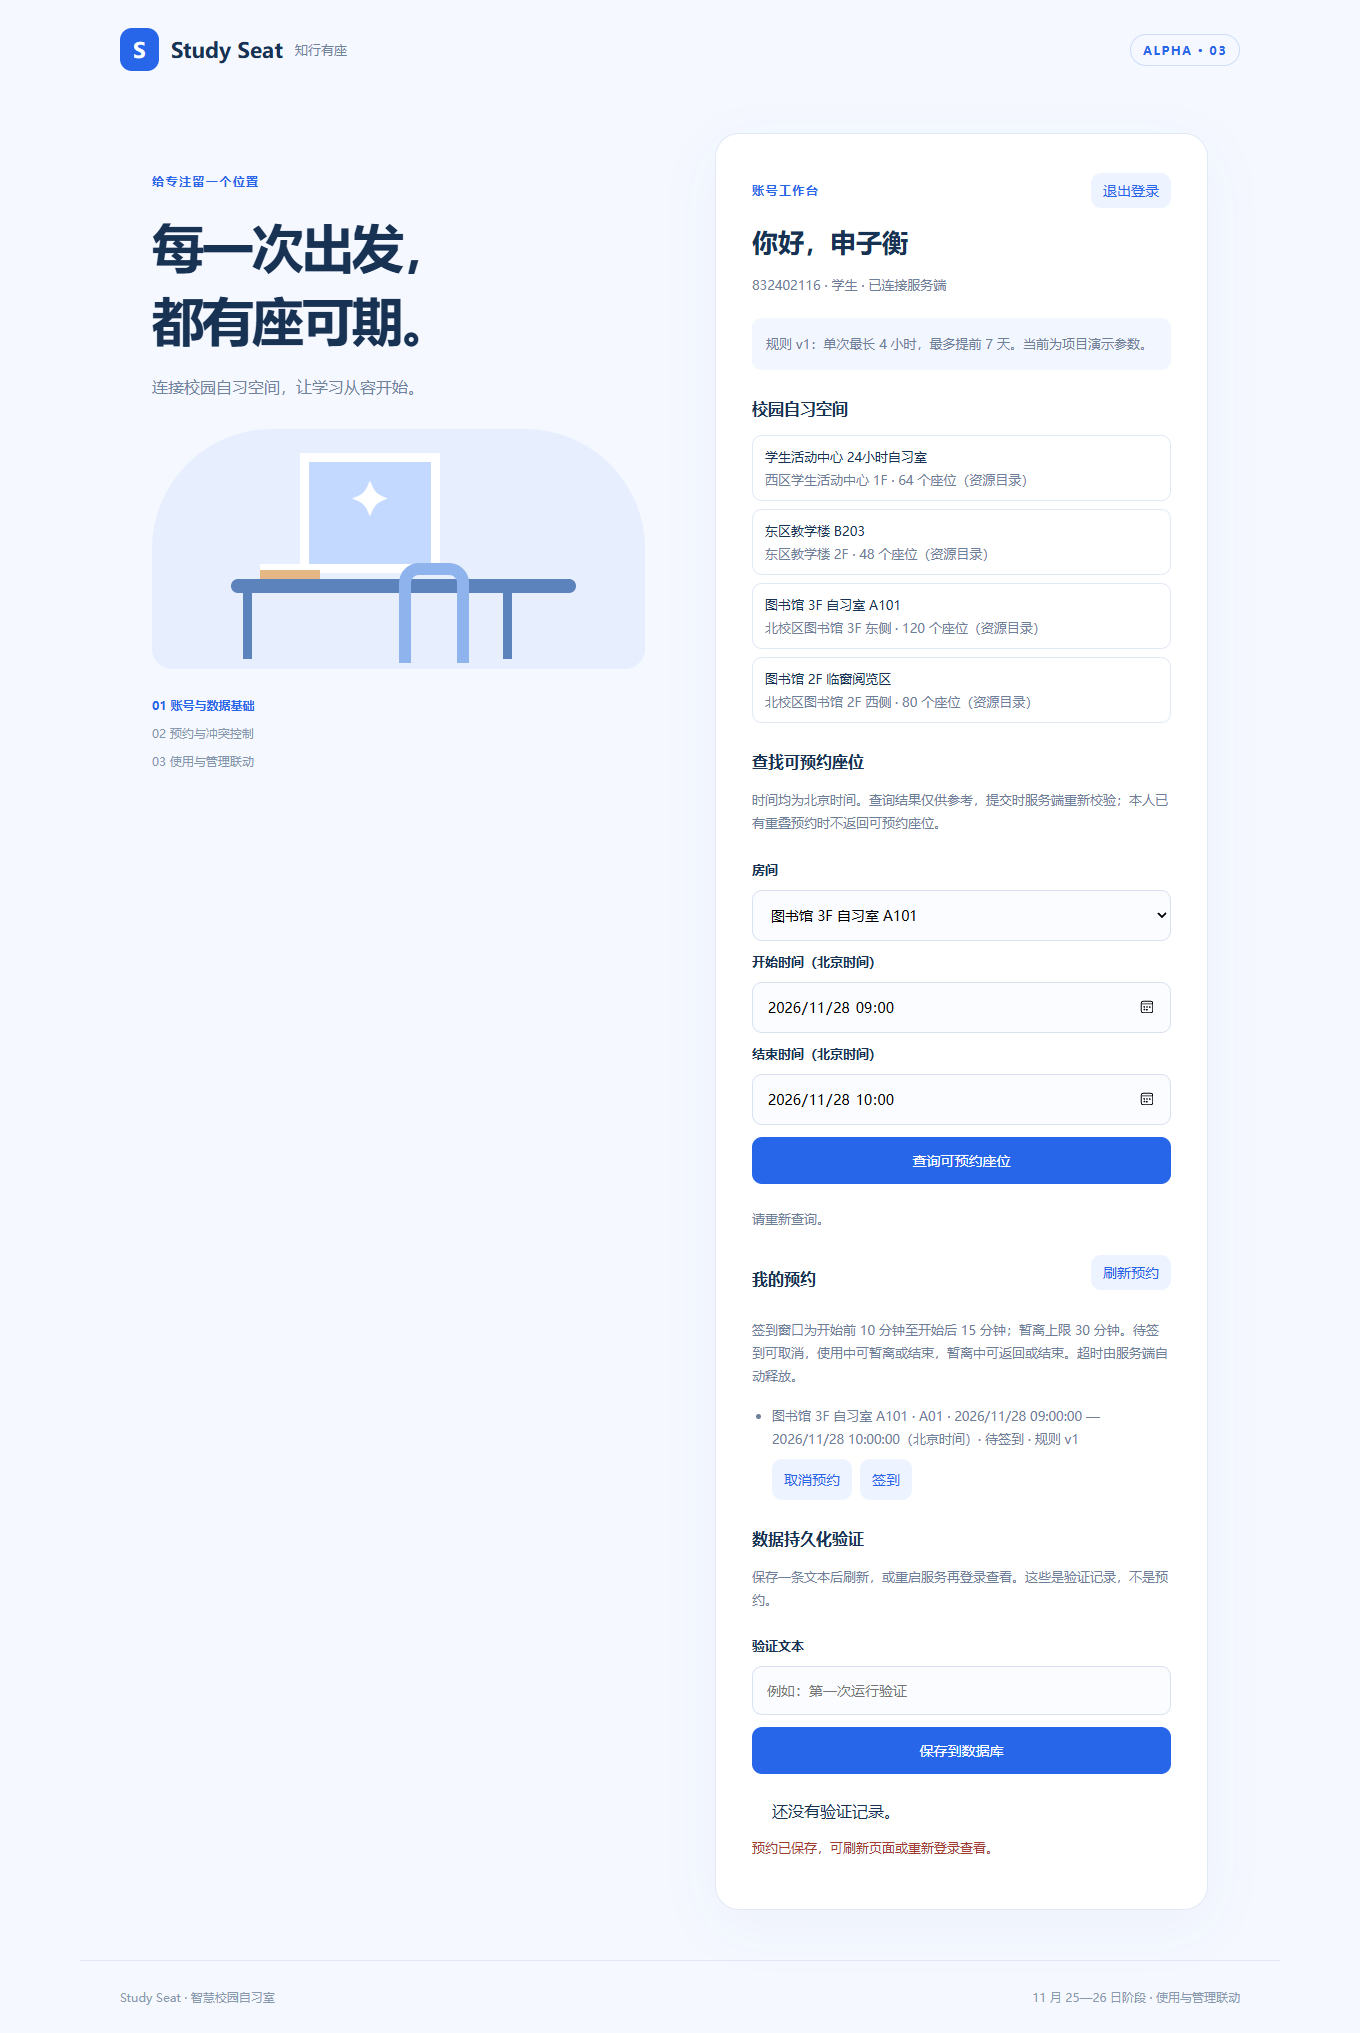 S Study Seat 知行有座
ALPHA • 03
给专注留一个位置
每一次出发，
都有座可期。
连接校园自习空间，让学习从容开始。
01 账号与数据基础
02 预约与冲突控制
03 使用与管理联动
账号工作台
退出登录
你好，申子衡
832402116 · 学生 · 已连接服务端
规则 v1：单次最长 4 小时，最多提前 7 天。当前为项目演示参数。
校园自习空间
学生活动中心 24小时自习室
西区学生活动中心 1F · 64 个座位（资源目录）
东区教学楼 B203
东区教学楼 2F · 48 个座位（资源目录）
图书馆 3F 自习室 A101
北校区图书馆 3F 东侧 · 120 个座位（资源目录）
图书馆 2F 临窗阅览区
北校区图书馆 2F 西侧 · 80 个座位（资源目录）
查找可预约座位
时间均为北京时间。查询结果仅供参考，提交时服务端重新校验；本人已
有重叠预约时不返回可预约座位。
房间
图书馆 3F 自习室 A101
开始时间（北京时间）
2026/11/28 09:00
结束时间（北京时间）
2026/11/28 10:00
查询可预约座位
请重新查询。
我的预约
刷新预约
签到窗口为开始前 10 分钟至开始后 15 分钟；暂离上限 30 分钟。待签
到可取消，使用中可暂离或结束，暂离中可返回或结束。超时由服务端自
动释放。
图书馆 3F 自习室 A101 · A01 · 2026/11/28 09:00:00 —
2026/11/28 10:00:00（北京时间）· 待签到 · 规则 v1
取消预约 签到
数据持久化验证
保存一条文本后刷新，或重启服务再登录查看。这些是验证记录，不是预
约。
验证文本
例如：第一次运行验证
保存到数据库
还没有验证记录。
预约已保存，可刷新页面或重新登录查看。
Study Seat · 智慧校园自习室
11 月 25—26 日阶段 · 使用与管理联动